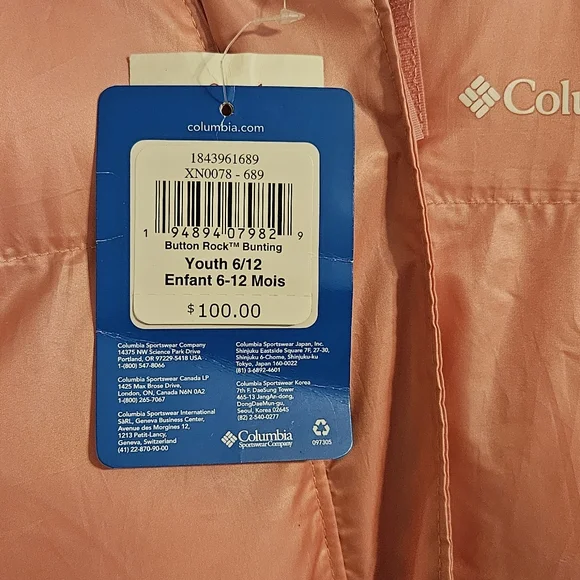 columbia.com
1843961689
XN0078 - 689
1 94894 07982 9
Button Rock™ Bunting
Youth 6/12
Enfant 6-12 Mois
$100.00
Columbia Sportswear Company
14375 NW Science Park Drive
Portland, OR 97229-5418 USA
1-(800) 547-8066
Columbia Sportswear Canada LP
1425 Max Brose Drive,
London, ON, Canada N6N 0A2
1-(800) 265-7067
Columbia Sportswear International
SàRL, Geneva Business Center,
Avenue des Morgines 12,
1213 Petit-Lancy,
Geneva, Switzerland
(41) 22-870-90-00
Columbia Sportswear Japan, Inc.
Shinjuku Eastside Square 7F, 27-30,
Shinjuku 6-Chome, Shinjuku-ku
Tokyo, Japan 160-0022
(81) 3-6892-4601
Columbia Sportswear Korea
7th F. DaeSung Tower
465-13 JangAn-dong,
DongDaeMun-gu,
Seoul, Korea 02645
(82) 2-540-0277
Columbia
Sportswear Company
097305
Colu